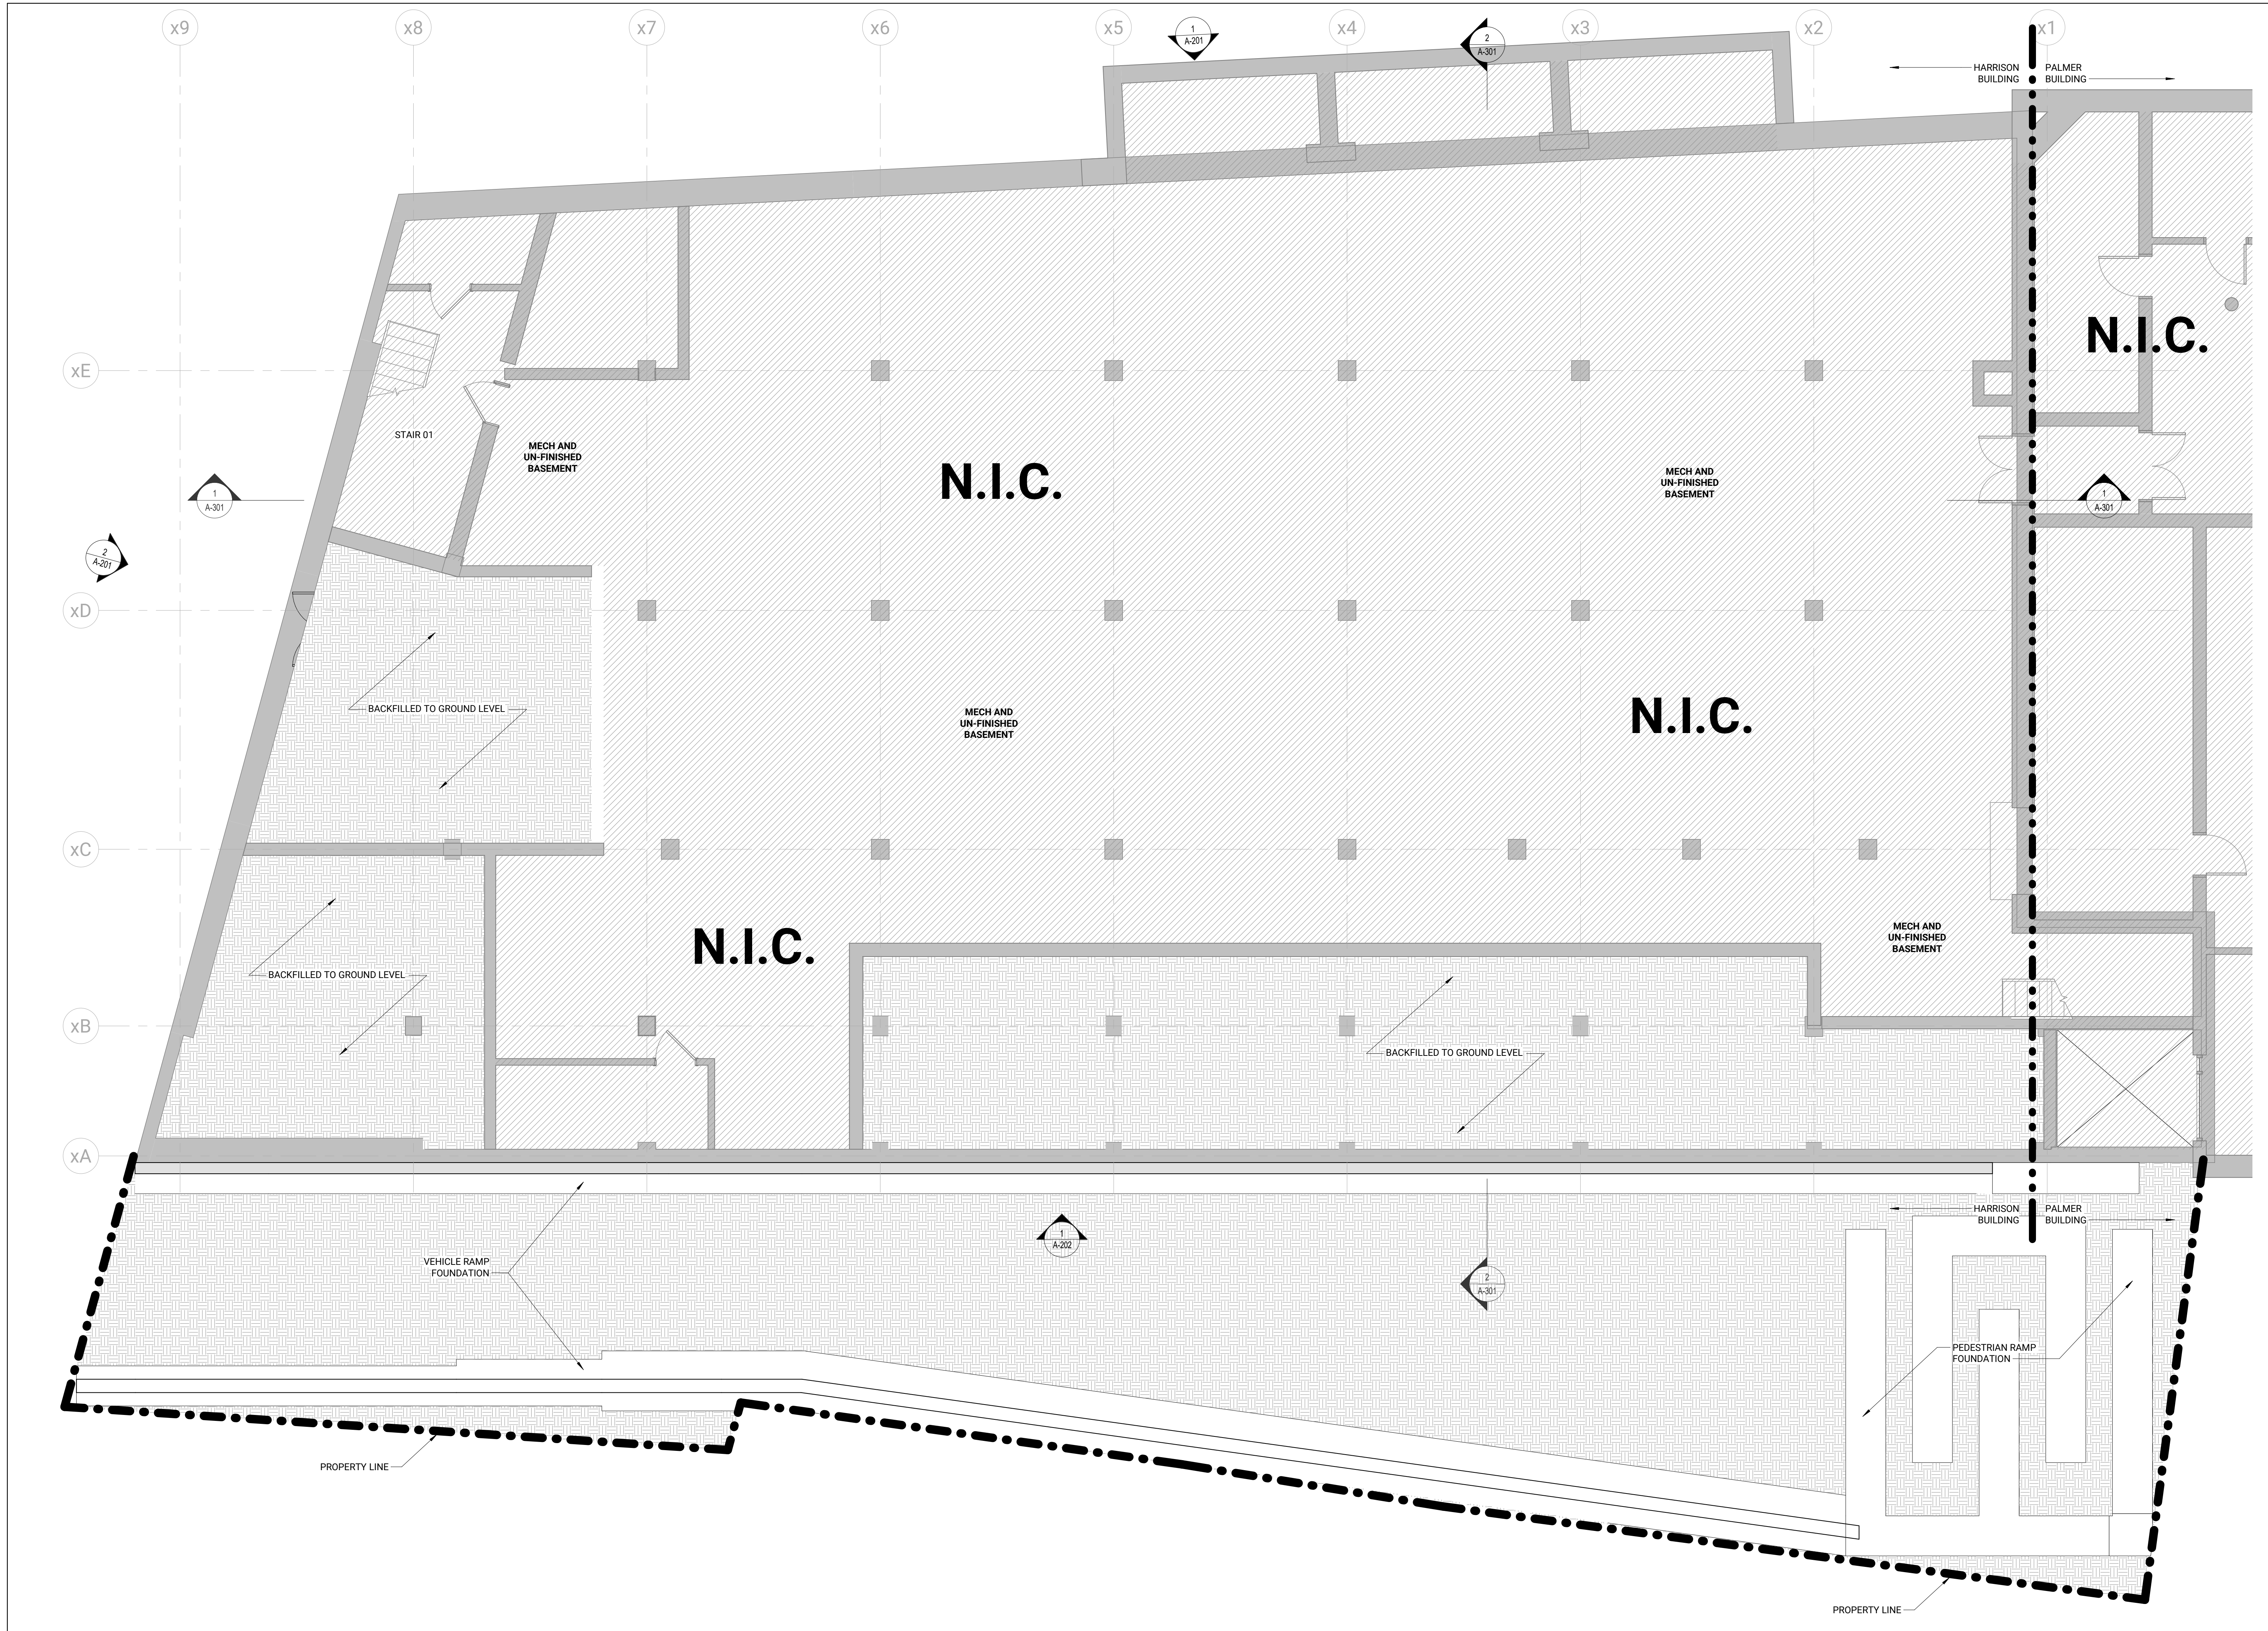 x9
x8
x7
x6
x5
x4
x3
x2
x1
1
A-201
2
A-301
HARRISON
BUILDING
PALMER
BUILDING
N.I.C.
xE
STAIR 01
MECH AND
UN-FINISHED
BASEMENT
N.I.C.
MECH AND
UN-FINISHED
BASEMENT
1
A-301
1
A-301
2
A-201
xD
BACKFILLED TO GROUND LEVEL
MECH AND
UN-FINISHED
BASEMENT
N.I.C.
xC
N.I.C.
MECH AND
UN-FINISHED
BASEMENT
BACKFILLED TO GROUND LEVEL
xB
BACKFILLED TO GROUND LEVEL
xA
HARRISON
BUILDING
PALMER
BUILDING
1
A-202
VEHICLE RAMP
FOUNDATION
2
A-301
PEDESTRIAN RAMP
FOUNDATION
PROPERTY LINE
PROPERTY LINE